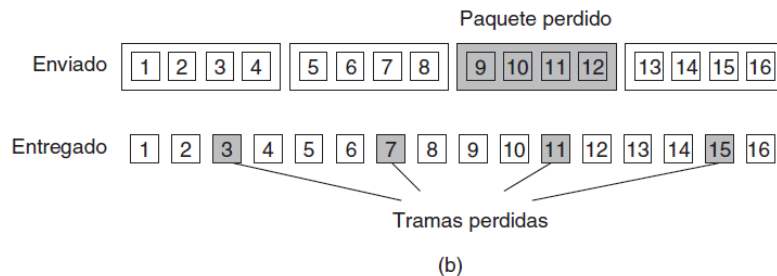 Paquete perdido
Enviado 1 2 3 4 5 6 7 8 9 10 11 12 13 14 15 16
Entregado 1 2 3 4 5 6 7 8 9 10 11 12 13 14 15 16
Tramas perdidas
(b)